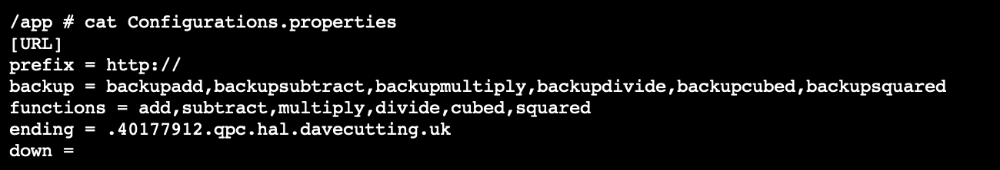 /app # cat Configurations.properties
[URL]
prefix = http://
backup = backupadd,backupsubtract,backupmultiply,backupdivide,backupcubed,backupsquared
functions = add,subtract,multiply,divide,cubed,squared
ending = .40177912.qpc.hal.davecutting.uk
down =